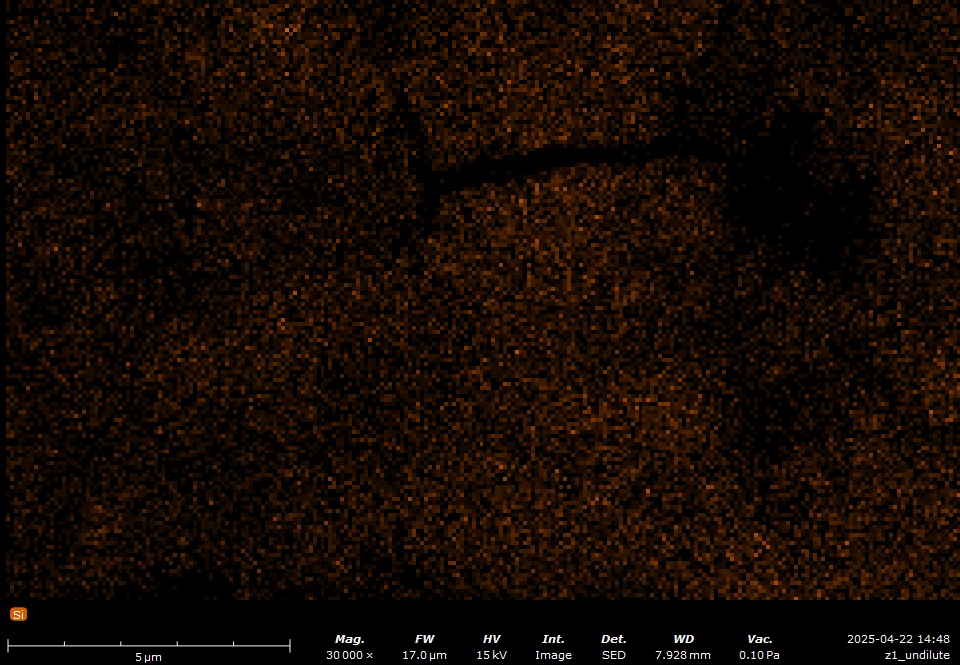 Si
Mag. FW HV Int. Det. WD Vac. 2025-04-22 14:48
5 µm 30 000 × 17.0 µm 15 kV Image SED 7.928 mm 0.10 Pa z1_undilute